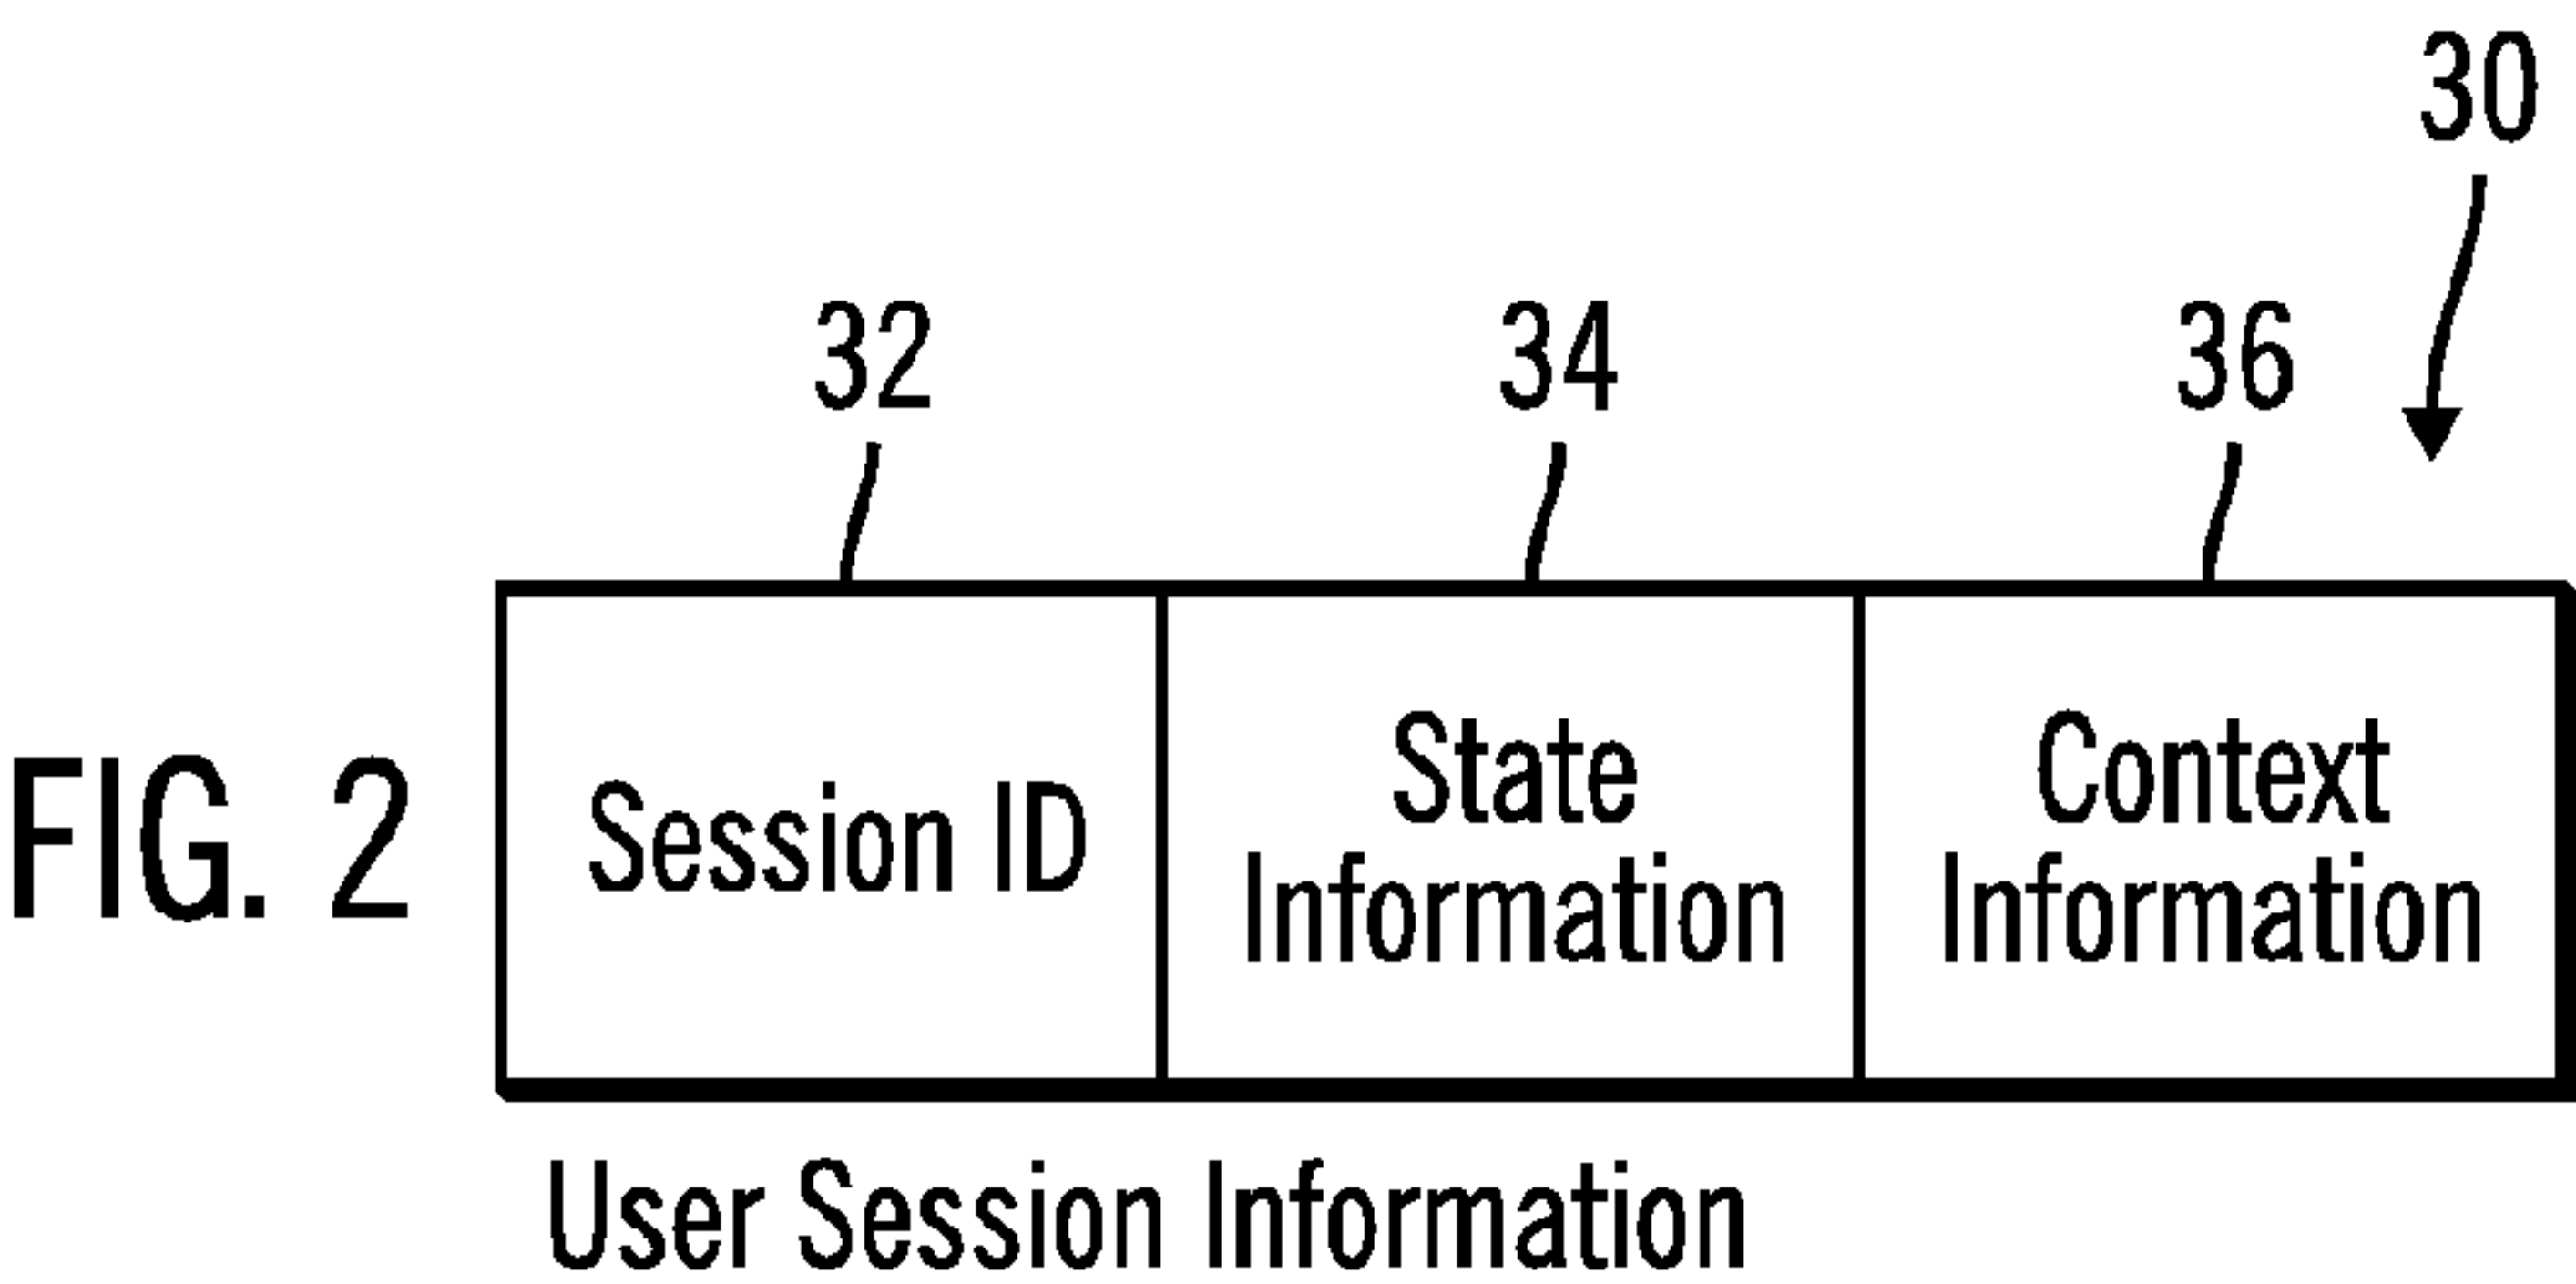 30
32
34
36
FIG. 2
Session ID
State
Information
Context
Information
User Session Information